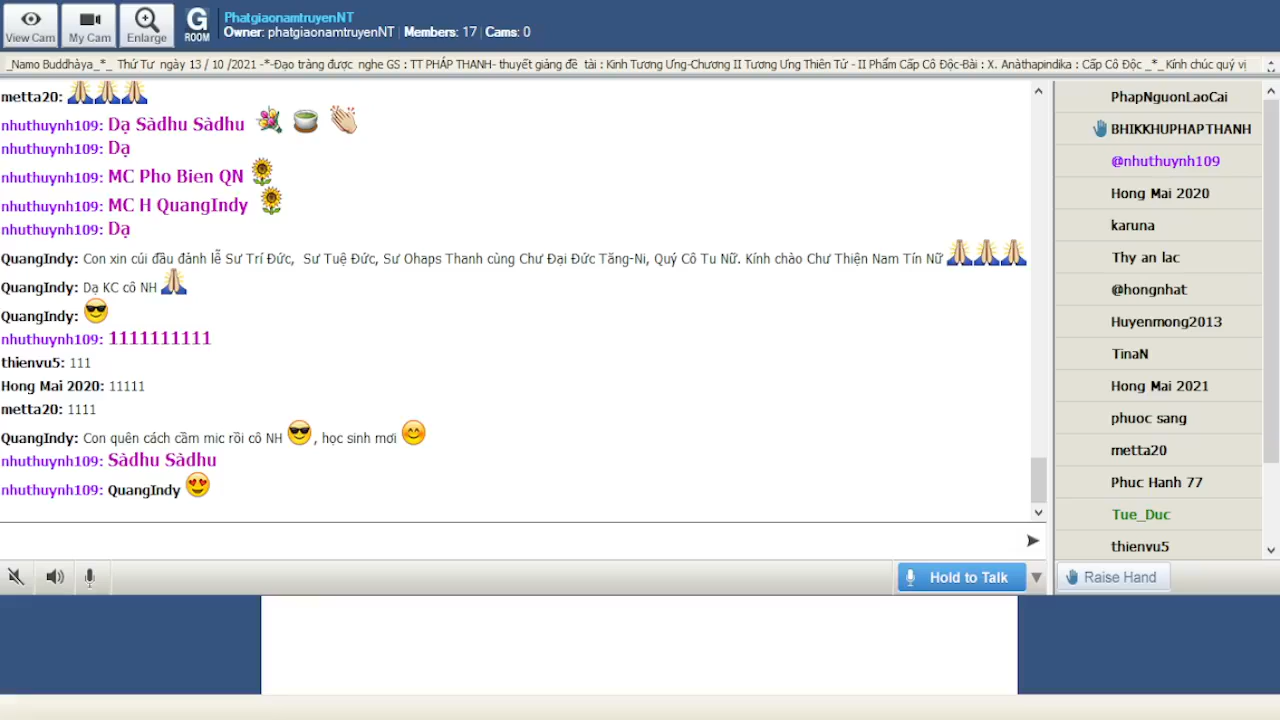 View Cam
My Cam
Enlarge
G
ROOM
PhatgiaonamtruyenNT
Owner: phatgiaonamtruyenNT | Members: 17 | Cams: 0
_Namo Buddhàya_*_ Thứ Tư ngày 13 / 10 /2021 -*-Đạo tràng được nghe GS : TT PHÁP THANH- thuyết giảng đề tài : Kinh Tương Ưng-Chương II Tương Ưng Thiên Tử - II Phẩm Cấp Cô Độc-Bài : X. Anàthapindika : Cấp Cô Độc _*_ Kính chúc quý vị
metta20:
nhuthuynh109: Dạ Sàdhu Sàdhu
nhuthuynh109: Dạ
nhuthuynh109: MC Pho Bien QN
nhuthuynh109: MC H QuangIndy
nhuthuynh109: Dạ
QuangIndy: Con xin cúi đầu đảnh lễ Sư Trí Đức, Sư Tuệ Đức, Sư Ohaps Thanh cùng Chư Đại Đức Tăng-Ni, Quý Cô Tu Nữ. Kính chào Chư Thiện Nam Tín Nữ
QuangIndy: Dạ KC cô NH
QuangIndy:
nhuthuynh109: 1111111111
thienvu5: 111
Hong Mai 2020: 11111
metta20: 1111
QuangIndy: Con quên cách cầm mic rồi cô NH , học sinh mơi
nhuthuynh109: Sàdhu Sàdhu
nhuthuynh109: QuangIndy
PhapNguonLaoCai
BHIKKHUPHAPTHANH
@nhuthuynh109
Hong Mai 2020
karuna
Thy an lac
@hongnhat
Huyenmong2013
TinaN
Hong Mai 2021
phuoc sang
metta20
Phuc Hanh 77
Tue_Duc
thienvu5
Hold to Talk
Raise Hand